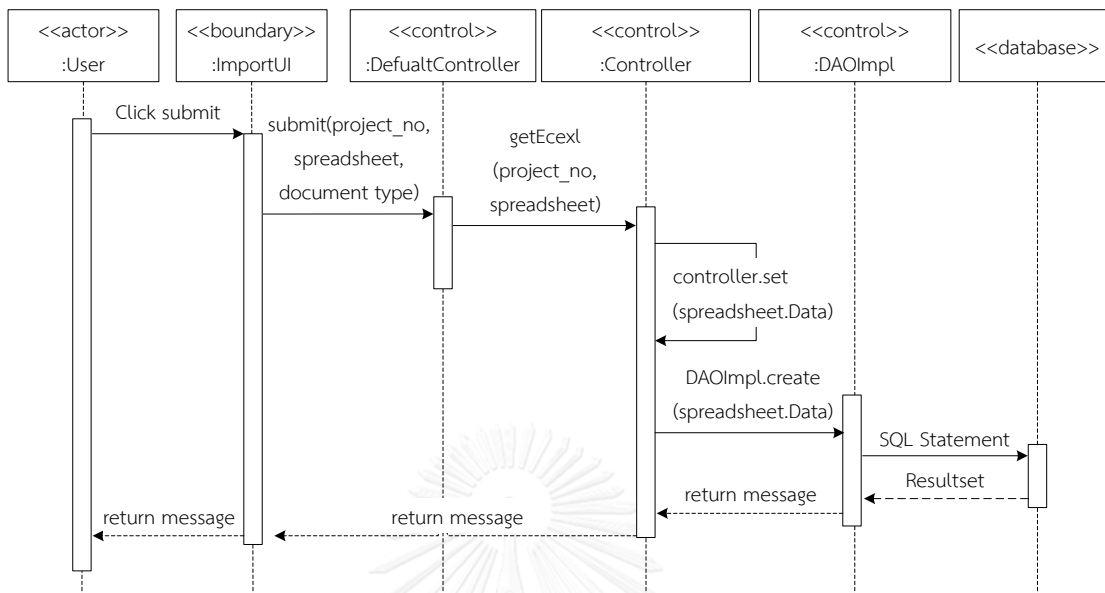 <<actor>>
:User
<<boundary>>
:ImportUI
<<control>>
:DefualtController
<<control>>
:Controller
<<control>>
:DAOImpl
<<database>>
Click submit
submit(project_no,
spreadsheet,
document type)
getEcexl
(project_no,
spreadsheet)
controller.set
(spreadsheet.Data)
DAOImpl.create
(spreadsheet.Data)
SQL Statement
Resultset
return message
return message
return message